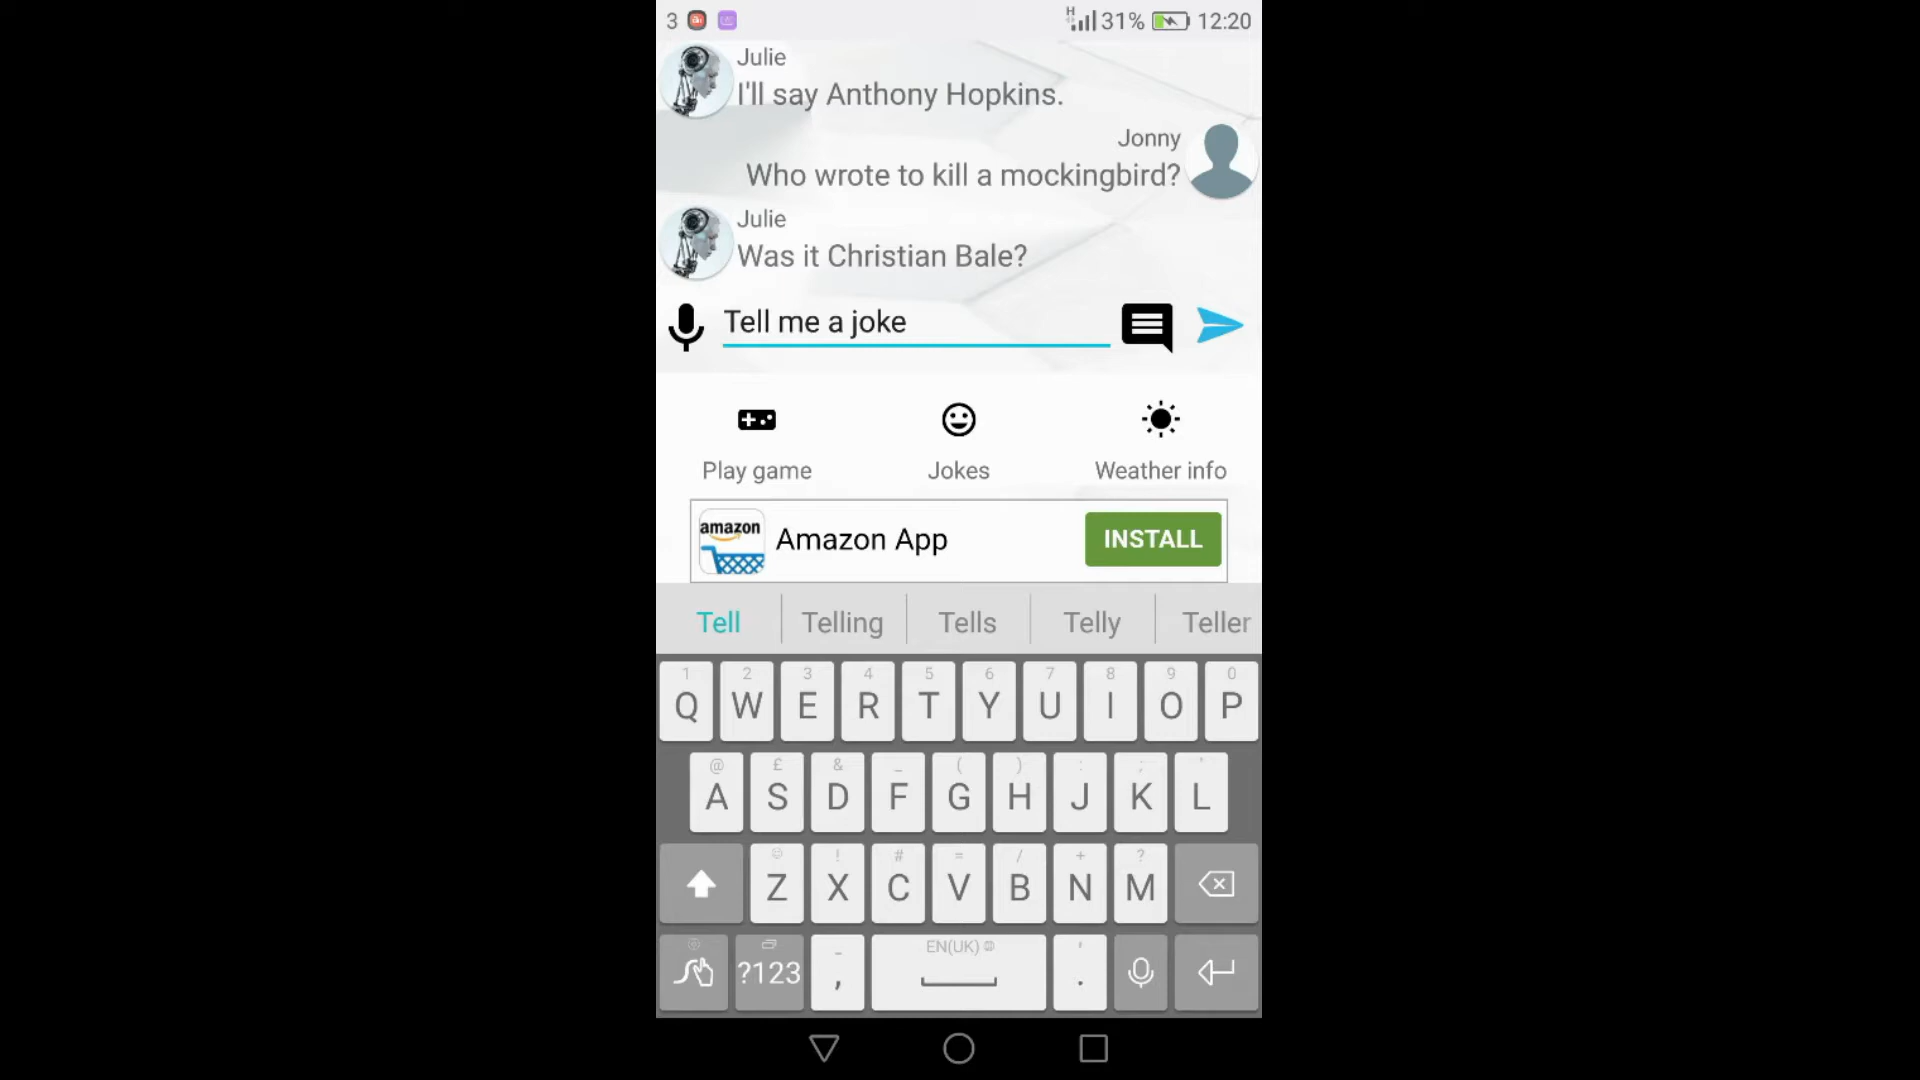 3 31% 12:20
H
Julie
I'll say Anthony Hopkins.
Jonny
Who wrote to kill a mockingbird?
Julie
Was it Christian Bale?
Tell me a joke
Play game Jokes Weather info
amazon Amazon App INSTALL
Tell Telling Tells Telly Teller
1 2 3 4 5 6 7 8 9 0
Q W E R T Y U I O P
@ £ & _ ( ) : ; '
A S D F G H J K L
! # = / + ?
Z X C V B N M
EN(UK)
?123 , .